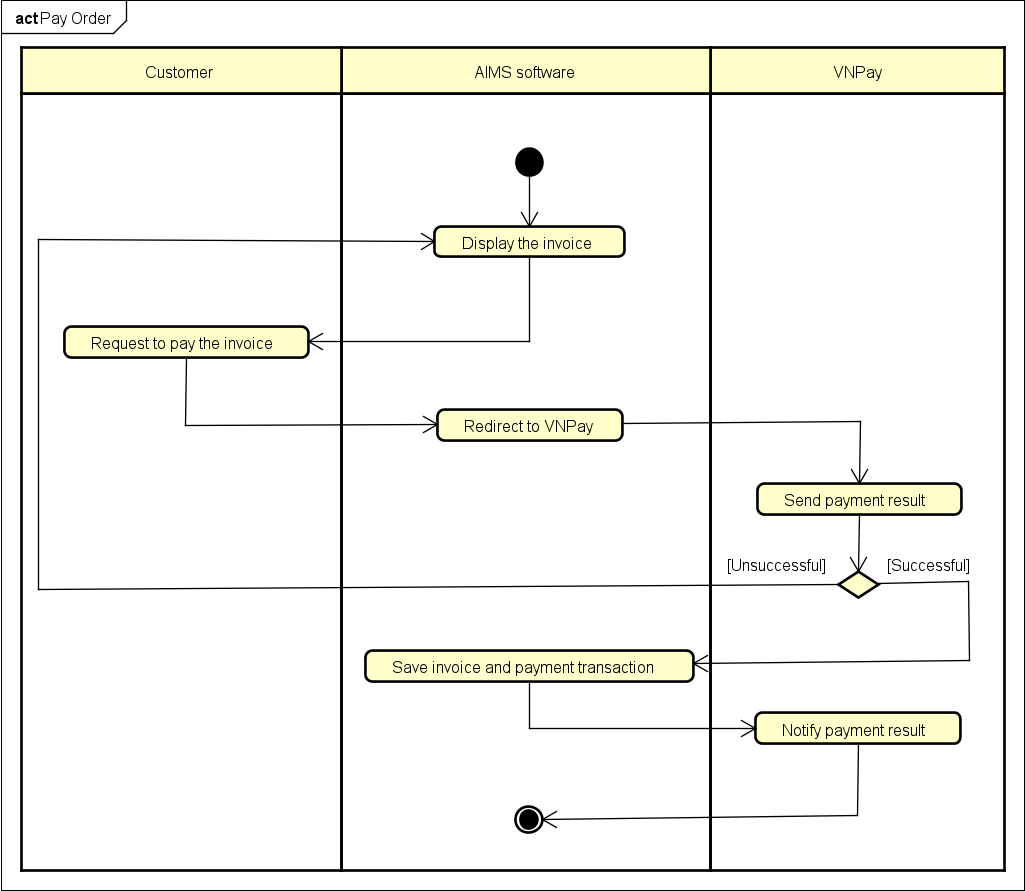 act Pay Order
Customer
AIMS software
VNPay
Display the invoice
Request to pay the invoice
Redirect to VNPay
Send payment result
[Unsuccessful]
[Successful]
Save invoice and payment transaction
Notify payment result